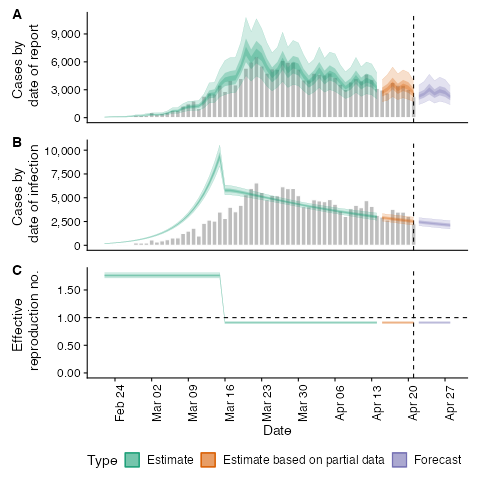 A
Cases by
date of report
9,000
6,000
3,000
0
B
Cases by
date of infection
10,000
7,500
5,000
2,500
0
C
Effective
reproduction no.
1.50
1.00
0.50
0.00
Feb 24
Mar 02
Mar 09
Mar 16
Mar 23
Mar 30
Apr 06
Apr 13
Apr 20
Apr 27
Date
Type Estimate Estimate based on partial data Forecast